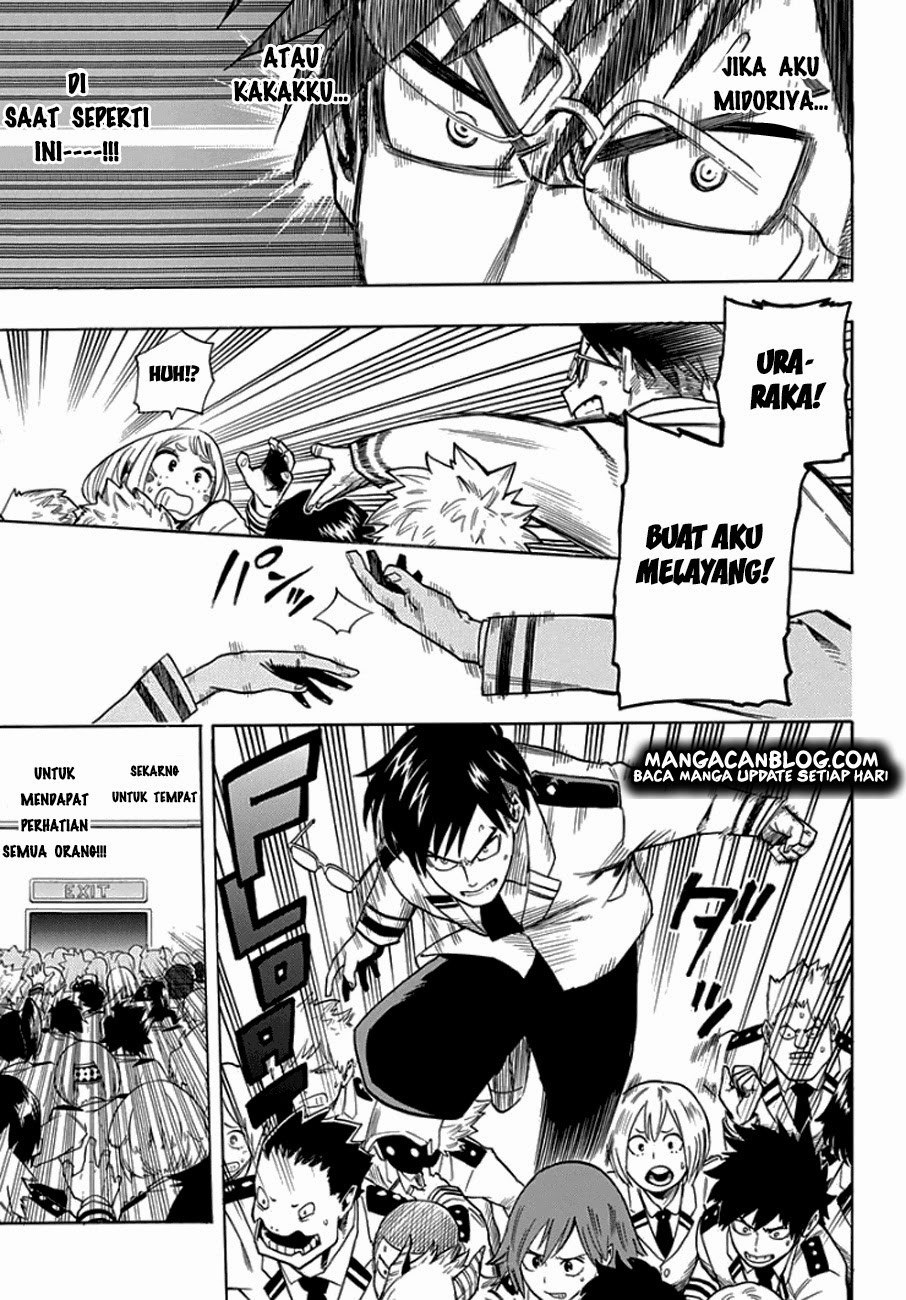 JIKA AKU
MIDORIYA...
ATAU
KAKAKKU...
DI
SAAT SEPERTI
INI----!!!
URA-
RAKA!
BUAT AKU
MELAYANG!
HUH!?
パンッ
MANGACANBLOG.COM
BACA MANGA UPDATE SETIAP HARI
FLOAT
ダッ
SEKARNG
UNTUK TEMPAT
UNTUK
MENDAPAT
PERHATIAN
SEMUA ORANG!!!
EXIT